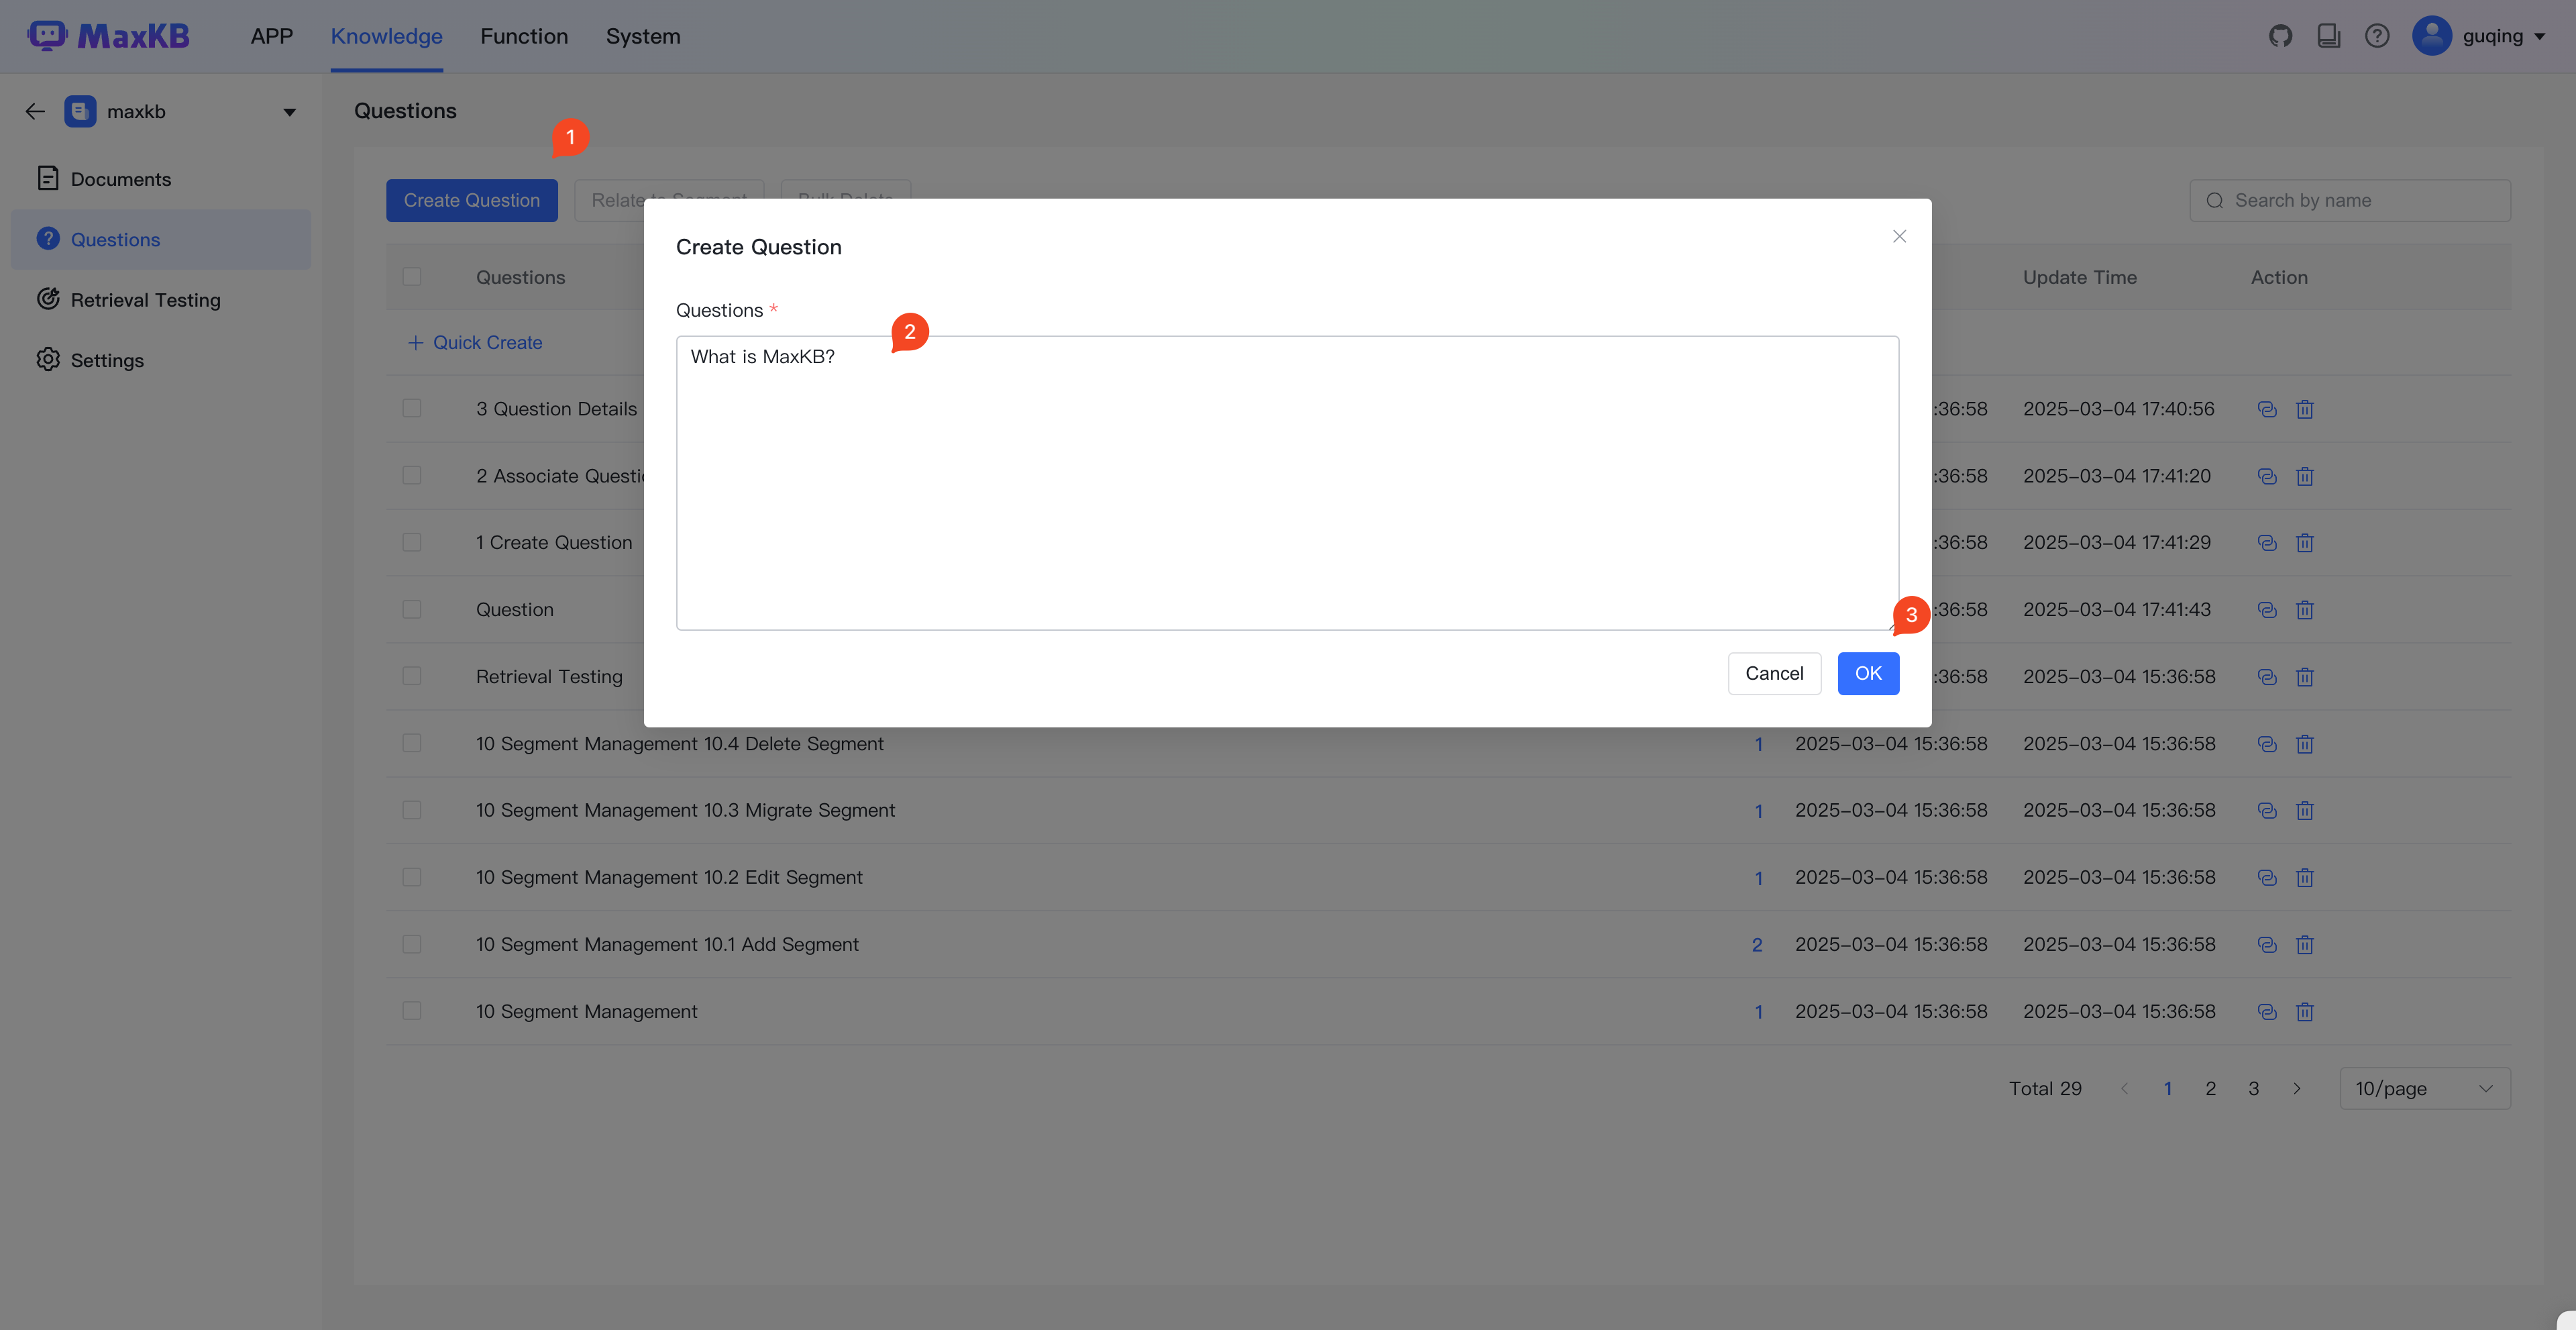 MaxKB APP Knowledge Function System guqing
maxkb
Questions
1
Documents
Create Question
Search by name
Questions
Create Question
Questions
Update Time
Action
Retrieval Testing
Questions *
2
Quick Create
What is MaxKB?
Settings
3 Question Details :36:58 2025-03-04 17:40:56
2 Associate :36:58 2025-03-04 17:41:20
1 Create Question :36:58 2025-03-04 17:41:29
Question :36:58 2025-03-04 17:41:43
3
Cancel OK
Retrieval Testing :36:58 2025-03-04 15:36:58
10 Segment Management 10.4 Delete Segment 1 2025-03-04 15:36:58 2025-03-04 15:36:58
10 Segment Management 10.3 Migrate Segment 1 2025-03-04 15:36:58 2025-03-04 15:36:58
10 Segment Management 10.2 Edit Segment 1 2025-03-04 15:36:58 2025-03-04 15:36:58
10 Segment Management 10.1 Add Segment 2 2025-03-04 15:36:58 2025-03-04 15:36:58
10 Segment Management 1 2025-03-04 15:36:58 2025-03-04 15:36:58
Total 29 1 2 3 10/page